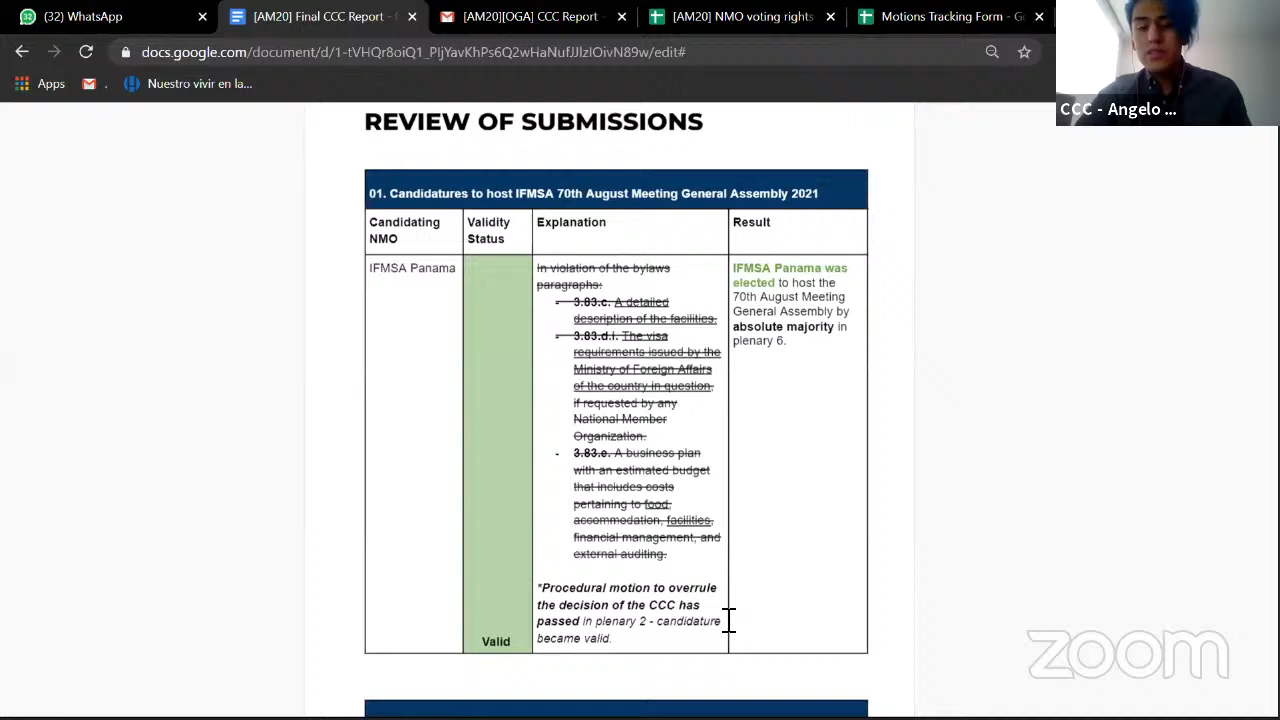 (32) WhatsApp
[AM20] Final CCC Report -
[AM20][OGA] CCC Report -
[AM20] NMO voting rights
Motions Tracking Form - Go
docs.google.com/document/d/1-tVHQr8oiQ1_PljYavKhPs6Q2wHaNufJJIzIOivN89w/edit#
Apps
.
Nuestro vivir en la...
CCC - Angelo ...
REVIEW OF SUBMISSIONS
01. Candidatures to host IFMSA 70th August Meeting General Assembly 2021
Candidating
NMO
Validity
Status
Explanation
Result
IFMSA Panama
Valid
In violation of the bylaws
paragraphs:
- 3.83.c. A detailed
description of the facilities.
- 3.83.d.I. The visa
requirements issued by the
Ministry of Foreign Affairs
of the country in question,
if requested by any
National Member
Organization.
- 3.83.e. A business plan
with an estimated budget
that includes costs
pertaining to food,
accommodation, facilities,
financial management, and
external auditing.
*Procedural motion to overrule
the decision of the CCC has
passed in plenary 2 - candidature
became valid.
IFMSA Panama was
elected to host the
70th August Meeting
General Assembly by
absolute majority in
plenary 6.
zoom